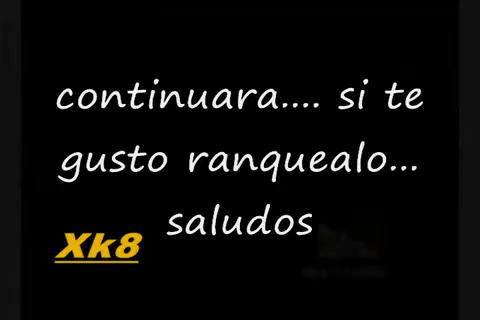 continuara.... si te
gusto ranquealo...
saludos
Xk8